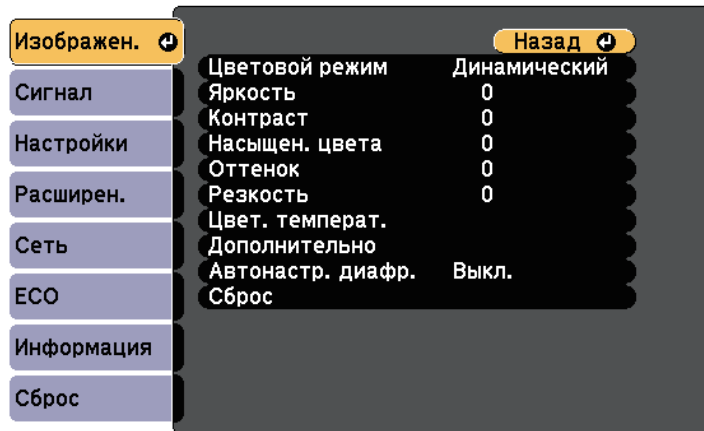 Изображен.
Сигнал
Настройки
Расширен.
Сеть
ECO
Информация
Сброс
Назад
Цветовой режим Динамический
Яркость 0
Контраст 0
Насыщен. цвета 0
Оттенок 0
Резкость 0
Цвет. температ.
Дополнительно
Автонастр. диафр. Выкл.
Сброс